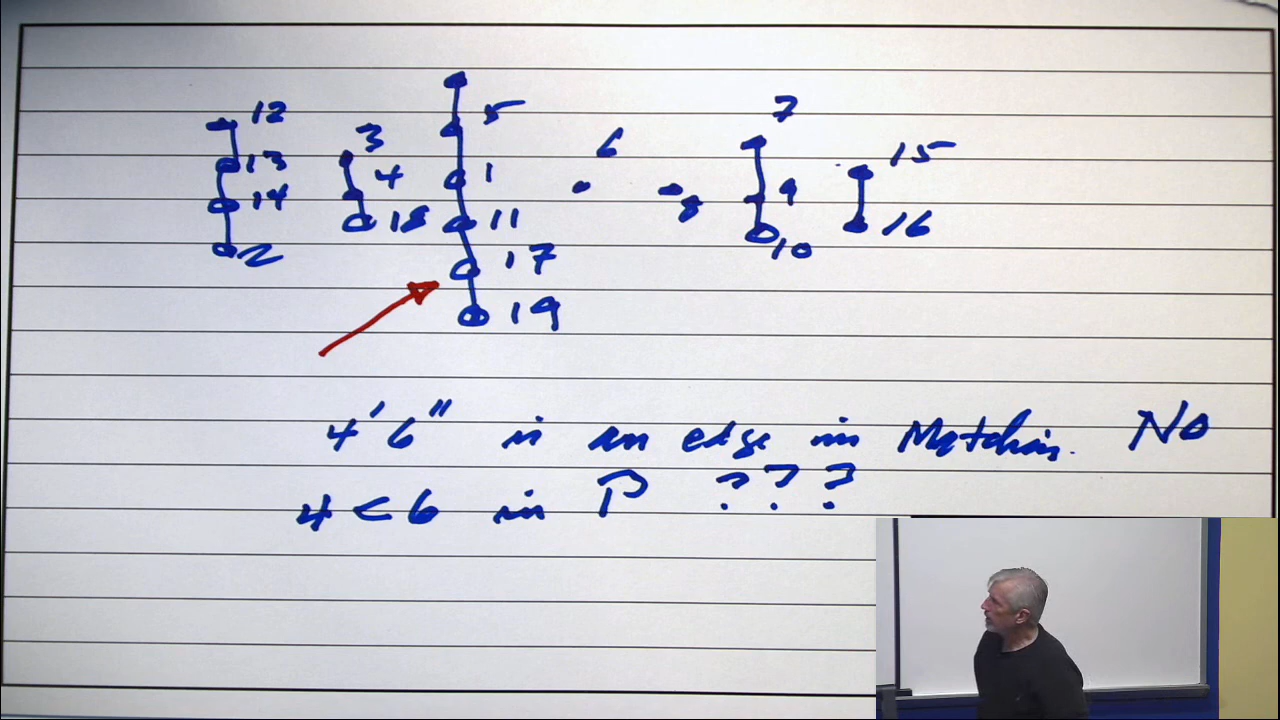 12 13 14 2
3 4 18
5 1 11 17 19
6
8
7 9 10
15 16
4'6" is an edge in Matching. No
4 < 6 in P ???